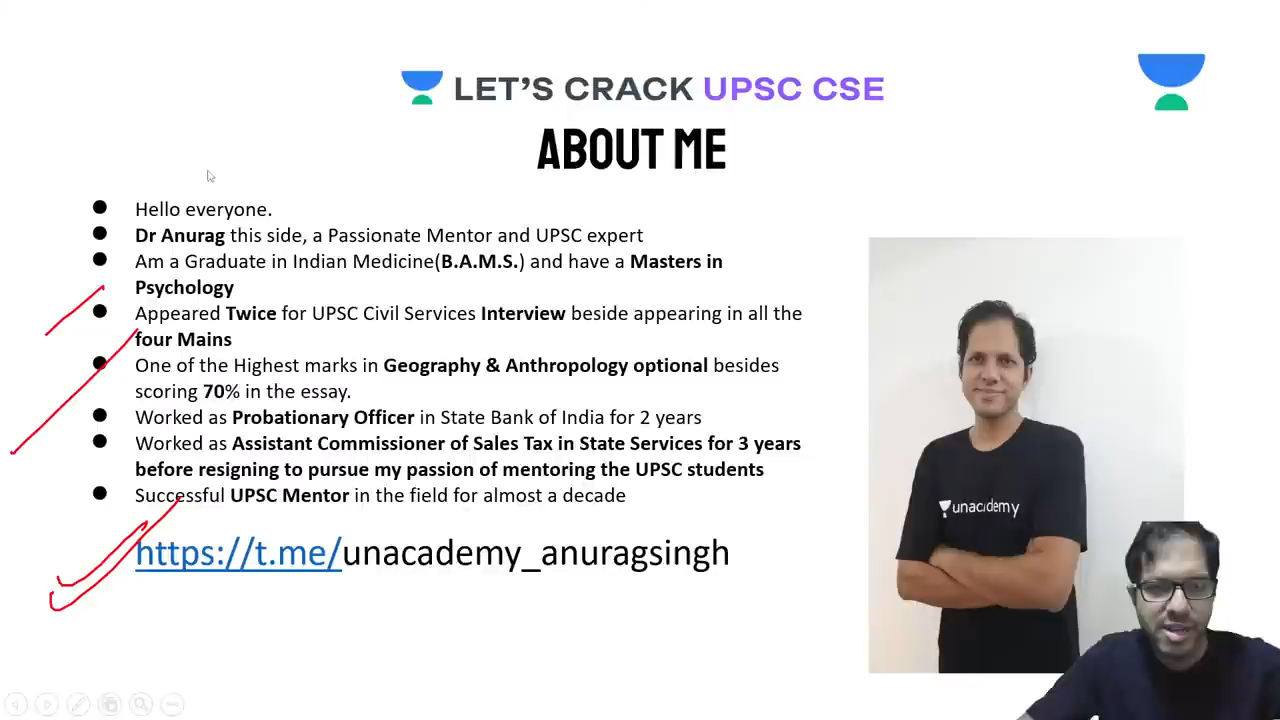 LET'S CRACK UPSC CSE
ABOUT ME
Hello everyone.
Dr Anurag this side, a Passionate Mentor and UPSC expert
Am a Graduate in Indian Medicine(B.A.M.S.) and have a Masters in
Psychology
Appeared Twice for UPSC Civil Services Interview beside appearing in all the
four Mains
One of the Highest marks in Geography & Anthropology optional besides
scoring 70% in the essay.
Worked as Probationary Officer in State Bank of India for 2 years
Worked as Assistant Commissioner of Sales Tax in State Services for 3 years
before resigning to pursue my passion of mentoring the UPSC students
Successful UPSC Mentor in the field for almost a decade
https://t.me/unacademy_anuragsingh
unacademy